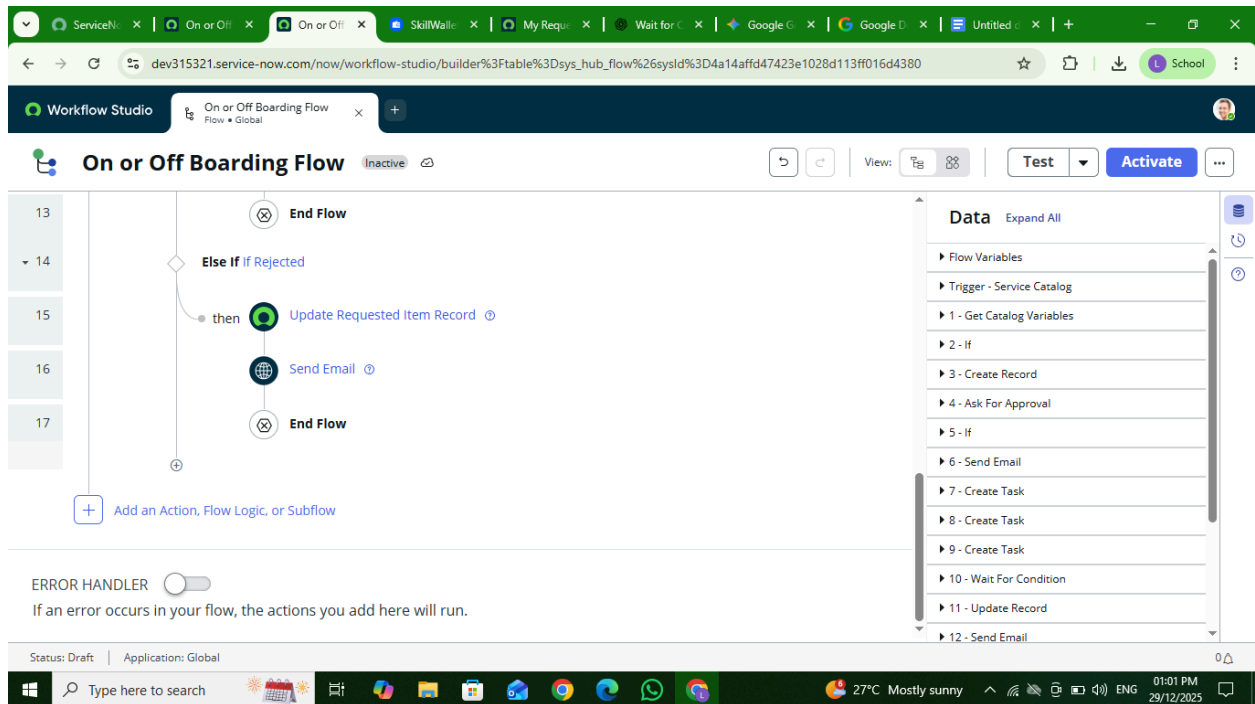 ServiceNo
On or Off
On or Off
SkillWalle
My Reque
Wait for C
Google G
Google D
Untitled d
dev315321.service-now.com/now/workflow-studio/builder%3Ftable%3Dsys_hub_flow%26sysId%3D4a14affd47423e1028d113ff016d4380
L School
Workflow Studio
On or Off Boarding Flow
Flow • Global
On or Off Boarding Flow
Inactive
View:
Test
Activate
13
End Flow
14
Else If If Rejected
15
then
Update Requested Item Record
16
Send Email
17
End Flow
Add an Action, Flow Logic, or Subflow
ERROR HANDLER
If an error occurs in your flow, the actions you add here will run.
Data Expand All
Flow Variables
Trigger - Service Catalog
1 - Get Catalog Variables
2 - If
3 - Create Record
4 - Ask For Approval
5 - If
6 - Send Email
7 - Create Task
8 - Create Task
9 - Create Task
10 - Wait For Condition
11 - Update Record
12 - Send Email
Status: Draft
Application: Global
0
Type here to search
27°C Mostly sunny
ENG
01:01 PM
29/12/2025